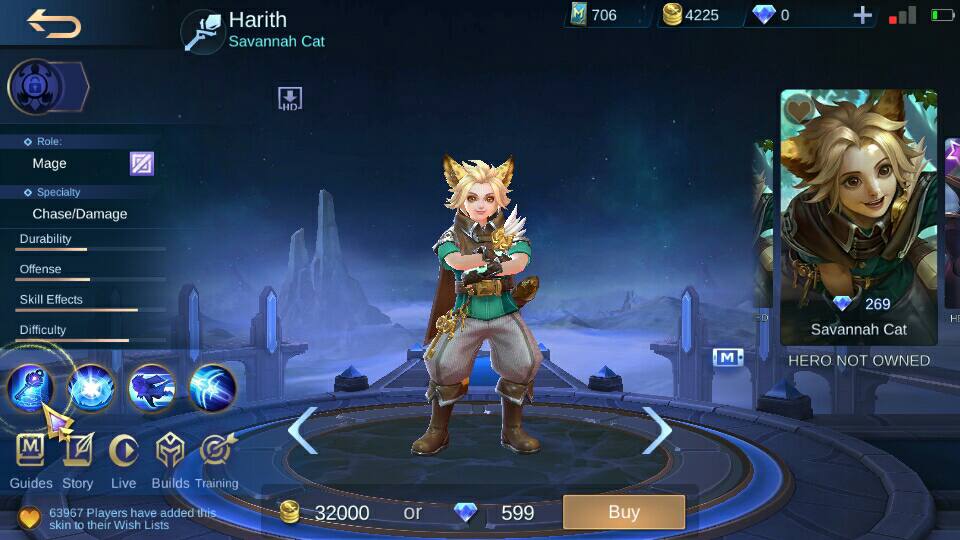 Harith
Savannah Cat
706
4225
0
HD
Role:
Mage
Specialty
Chase/Damage
Durability
Offense
Skill Effects
Difficulty
M
269
Savannah Cat
HERO NOT OWNED
M
Guides Story Live Builds Training
63967 Players have added this
skin to their Wish Lists
32000 or 599
Buy